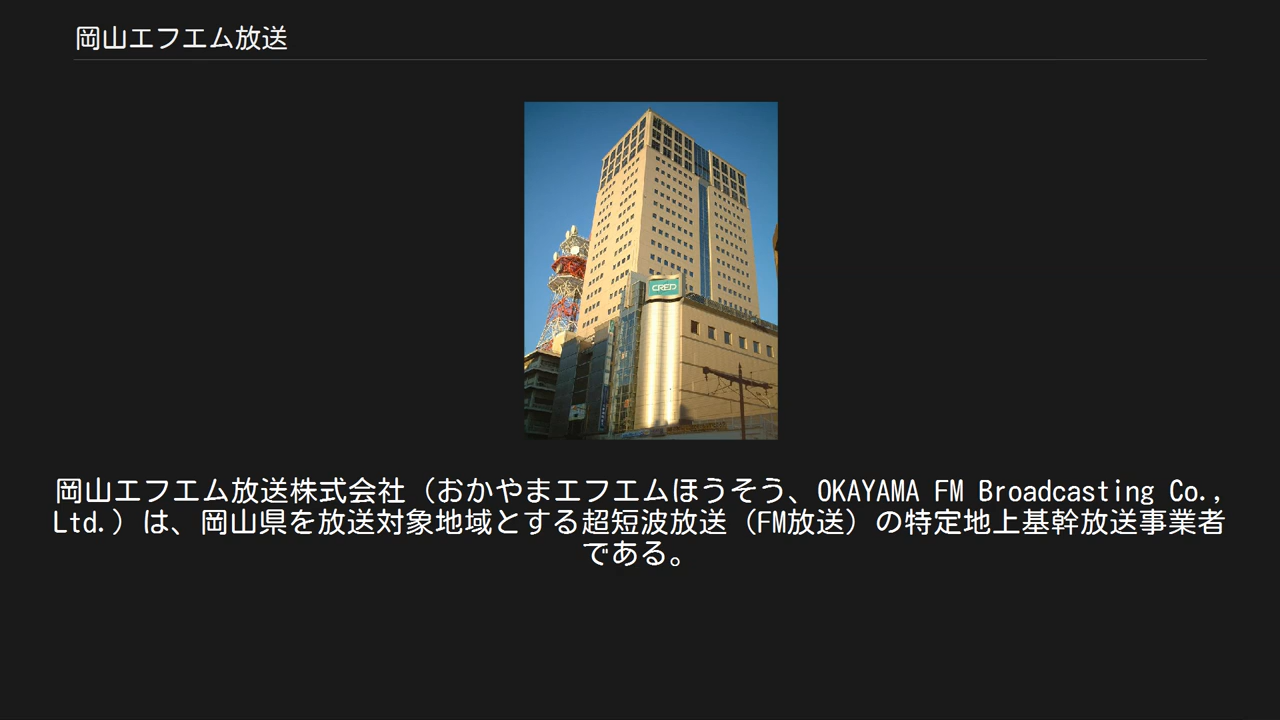 岡山エフエム放送
CRED
岡山エフエム放送株式会社（おかやまエフエムほうそう、OKAYAMA FM Broadcasting Co.,
Ltd.）は、岡山県を放送対象地域とする超短波放送（FM放送）の特定地上基幹放送事業者
である。